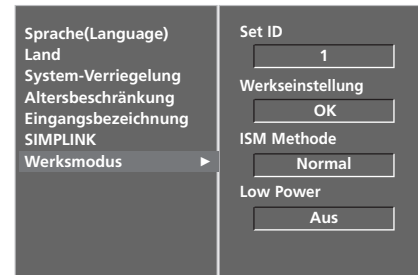 Sprache(Language)
Land
System-Verriegelung
Altersbeschränkung
Eingangsbezeichnung
SIMPLINK
Werksmodus ►
Set ID
1
Werkseinstellung
OK
ISM Methode
Normal
Low Power
Aus